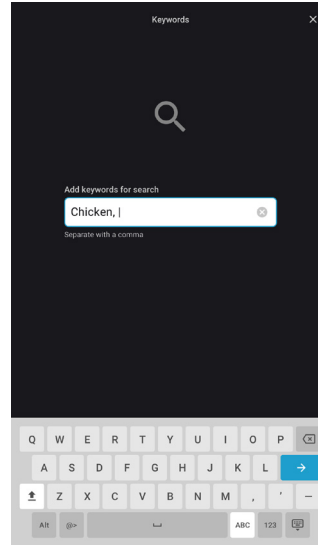 Keywords
Add keywords for search
Chicken,
Separate with a comma
Q W E R T Y U I O P
A S D F G H J K L
Z X C V B N M , ' -
Alt @> ABC 123